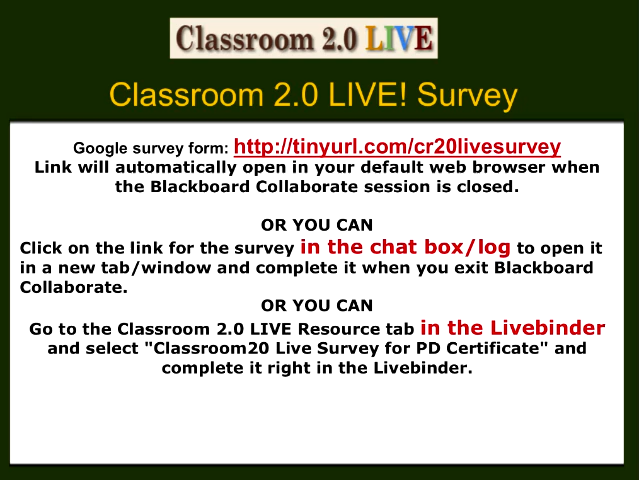 Classroom 2.0 LIVE
Classroom 2.0 LIVE! Survey
Google survey form: http://tinyurl.com/cr20livesurvey
Link will automatically open in your default web browser when
the Blackboard Collaborate session is closed.
OR YOU CAN
Click on the link for the survey in the chat box/log to open it
in a new tab/window and complete it when you exit Blackboard
Collaborate.
OR YOU CAN
Go to the Classroom 2.0 LIVE Resource tab in the Livebinder
and select "Classroom20 Live Survey for PD Certificate" and
complete it right in the Livebinder.